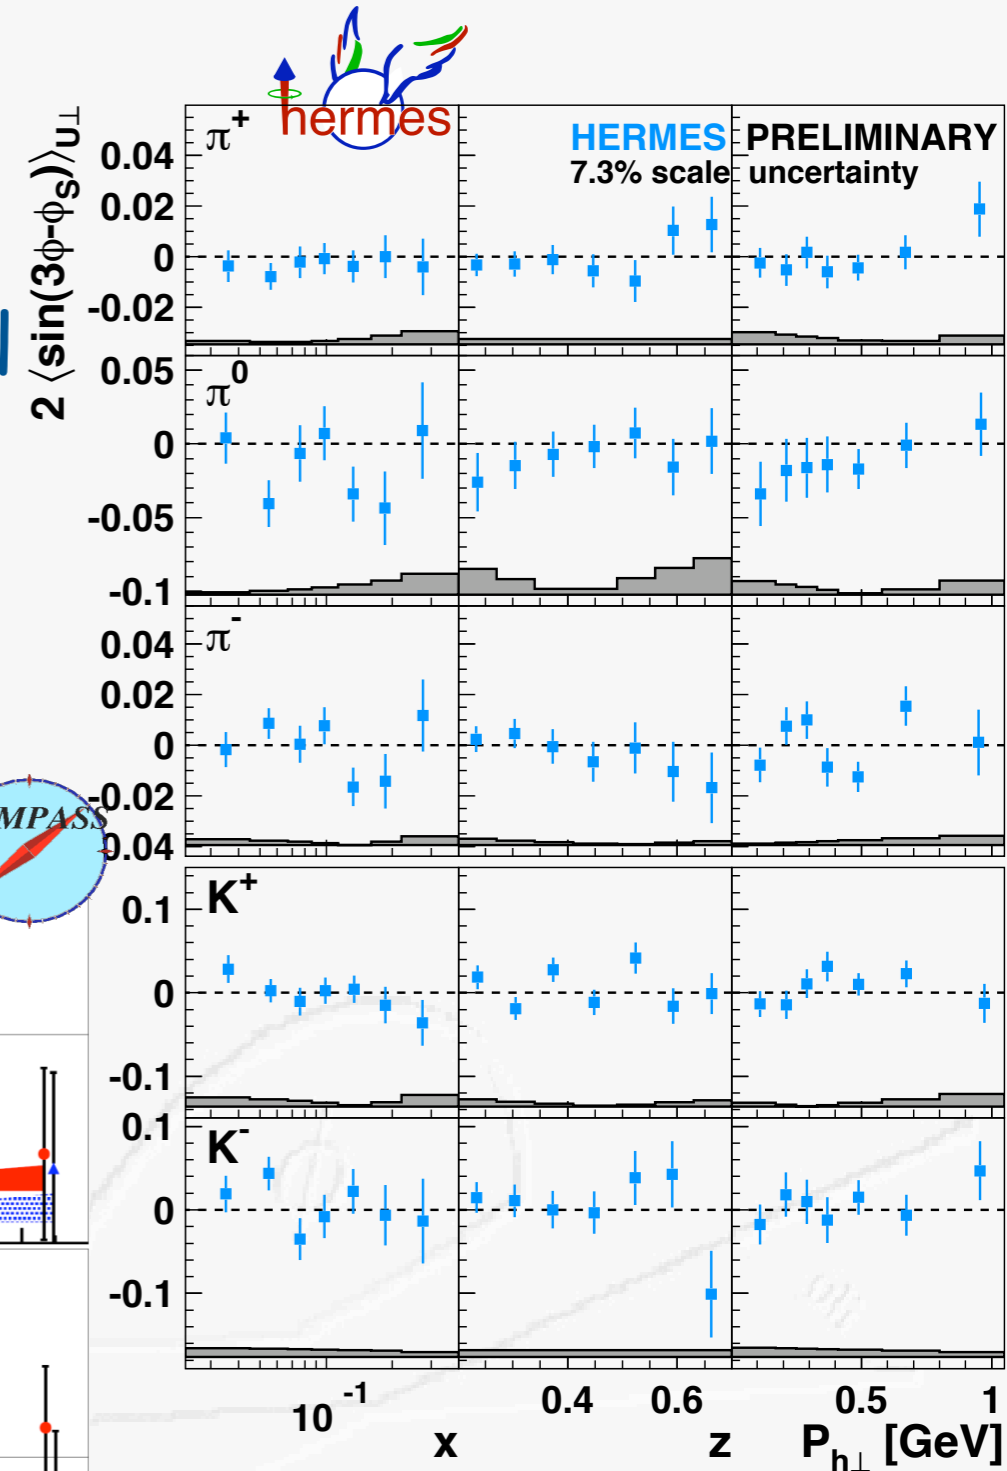 hermes
2 ⟨sin(3φ-φS)⟩U⊥
π+
HERMES PRELIMINARY
7.3% scale uncertainty
0.04
0.02
0
-0.02
π0
0.05
0
-0.05
-0.1
π-
0.04
0.02
0
-0.02
MPASS
0.04
K+
0.1
0
-0.1
K-
0.1
0
-0.1
10-1
0.4
0.6
0.5
1
x
z
Ph⊥ [GeV]